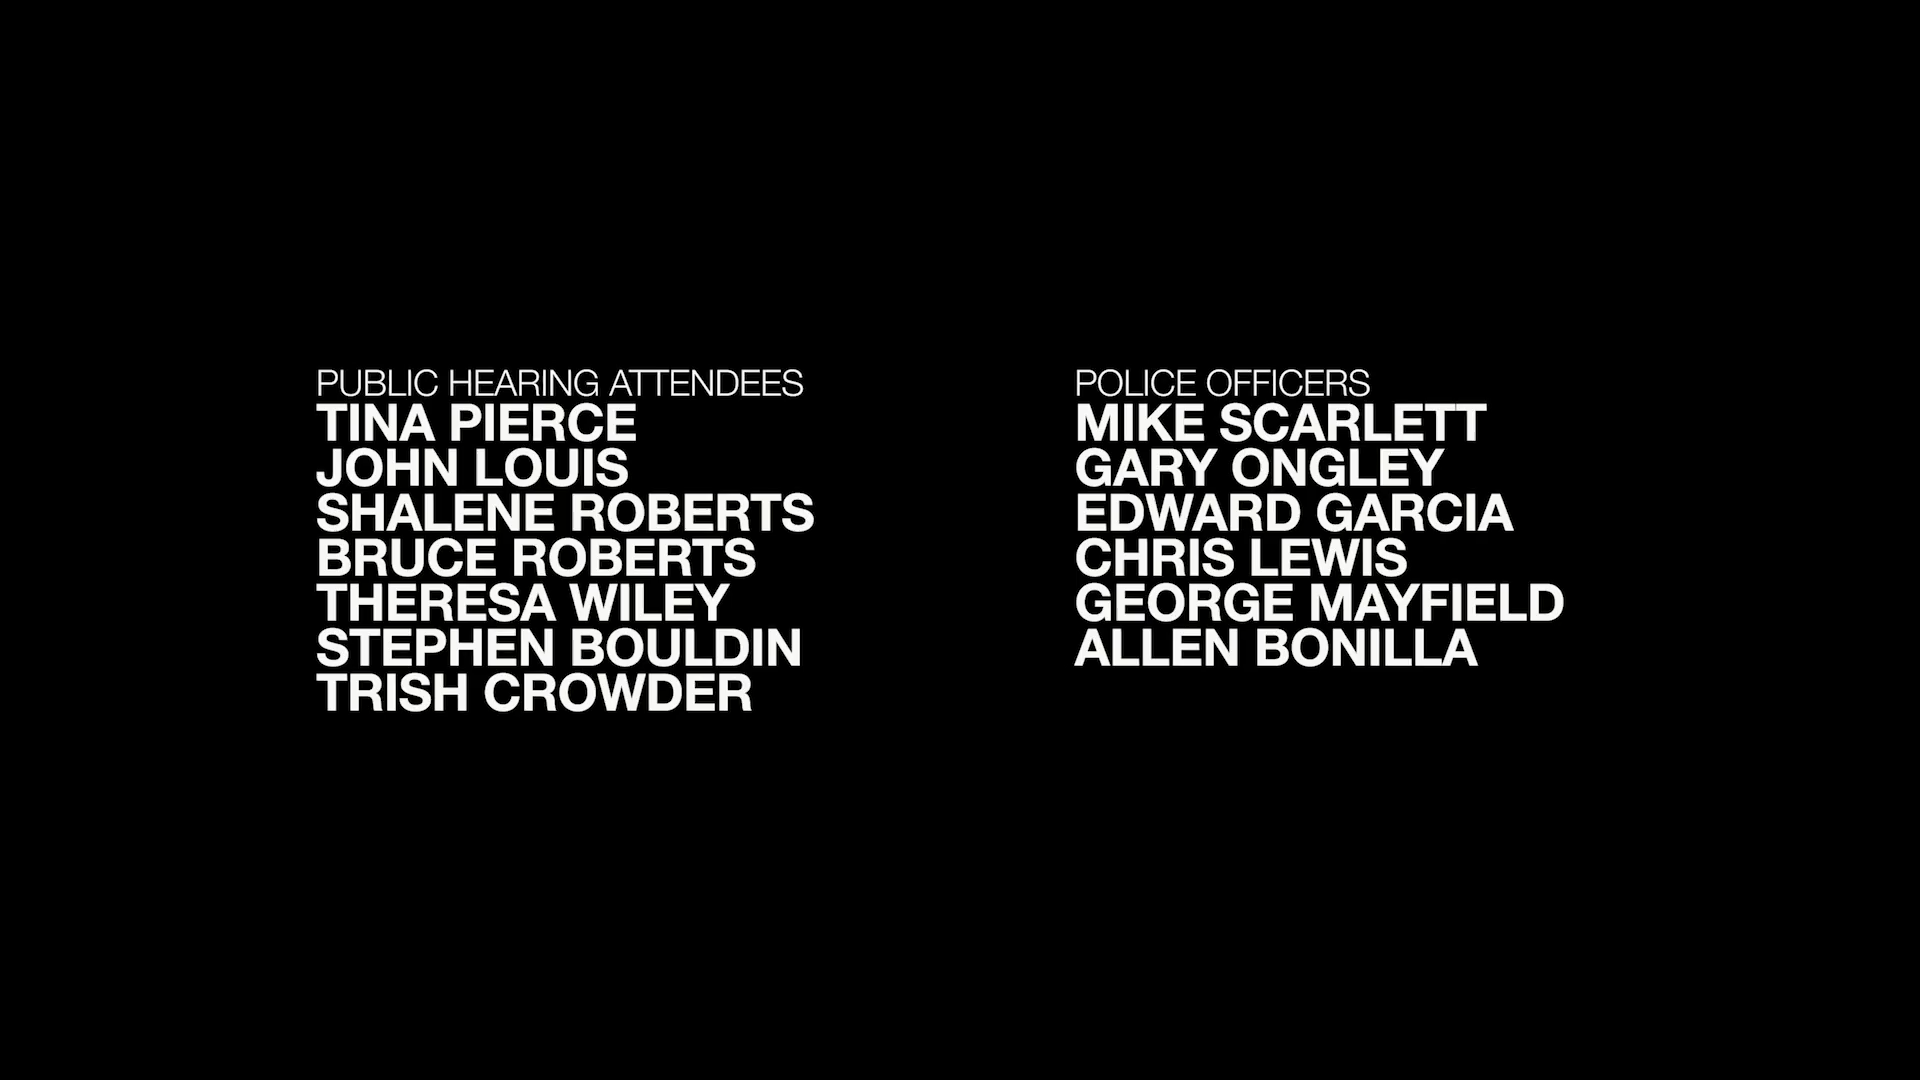 PUBLIC HEARING ATTENDEES
TINA PIERCE
JOHN LOUIS
SHALENE ROBERTS
BRUCE ROBERTS
THERESA WILEY
STEPHEN BOULDIN
TRISH CROWDER
POLICE OFFICERS
MIKE SCARLETT
GARY ONGLEY
EDWARD GARCIA
CHRIS LEWIS
GEORGE MAYFIELD
ALLEN BONILLA